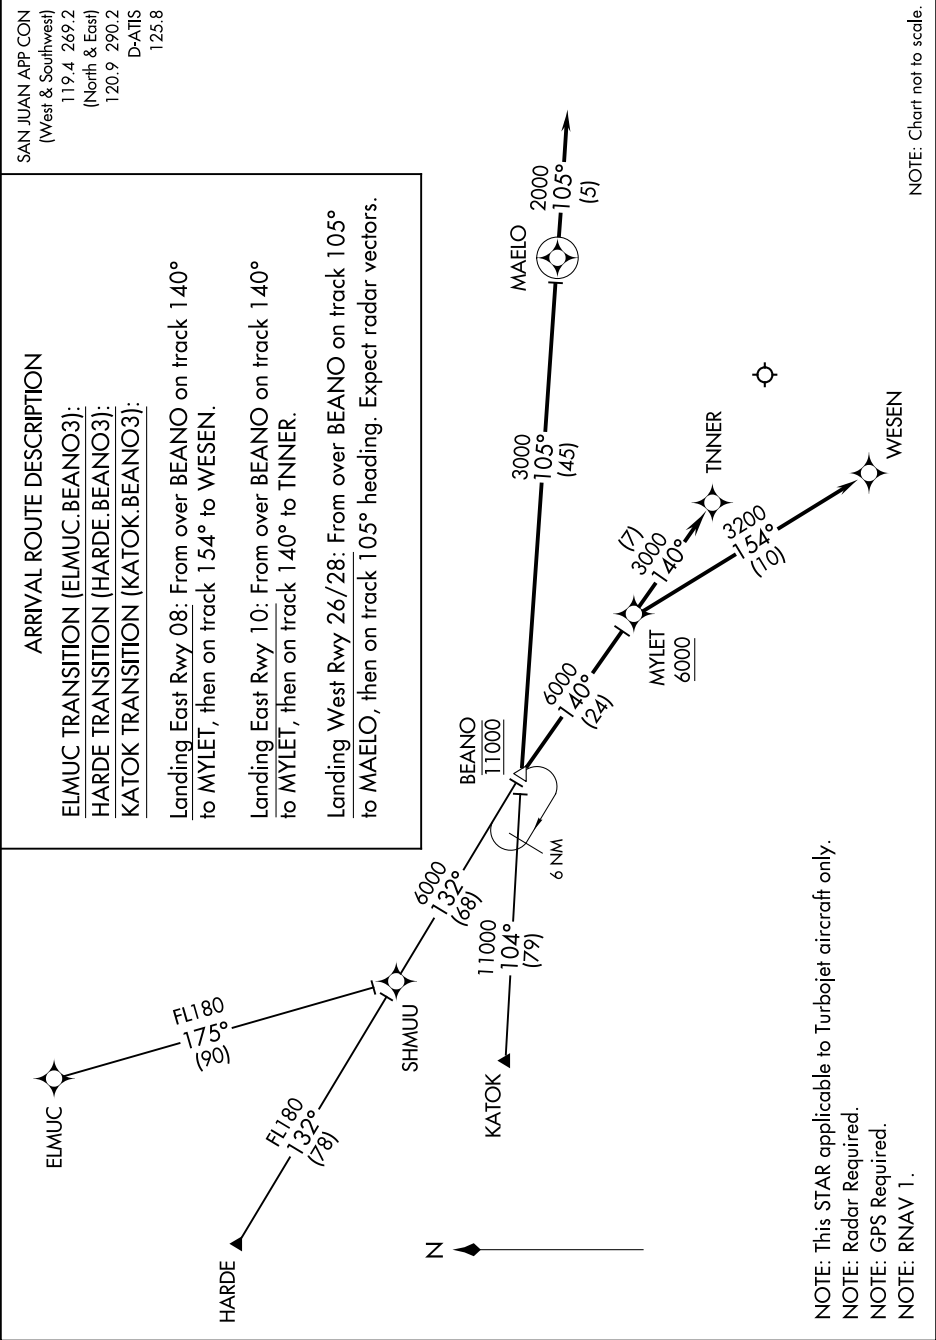 SAN JUAN APP CON
(West & Southwest)
119.4 269.2
(North & East)
120.9 290.2
D-ATIS
125.8
ARRIVAL ROUTE DESCRIPTION
ELMUC TRANSITION (ELMUC.BEANO3):
HARDE TRANSITION (HARDE.BEANO3):
KATOK TRANSITION (KATOK.BEANO3):
Landing East Rwy 08: From over BEANO on track 140°
to MYLET, then on track 154° to WESEN.
Landing East Rwy 10: From over BEANO on track 140°
to MYLET, then on track 140° to TNNER.
Landing West Rwy 26/28: From over BEANO on track 105°
to MAELO, then on track 105° heading. Expect radar vectors.
ELMUC
FL180
175°
(90)
HARDE
FL180
132°
(78)
SHMUU
6000
132°
(68)
KATOK
11000
104°
(79)
BEANO
11000
6 NM
3000
105°
(45)
MAELO
2000
105°
(5)
6000
140°
(24)
MYLET
6000
(7)
3000
140°
TNNER
3200
154°
(10)
WESEN
N
NOTE: This STAR applicable to Turbojet aircraft only.
NOTE: Radar Required.
NOTE: GPS Required.
NOTE: RNAV 1.
NOTE: Chart not to scale.